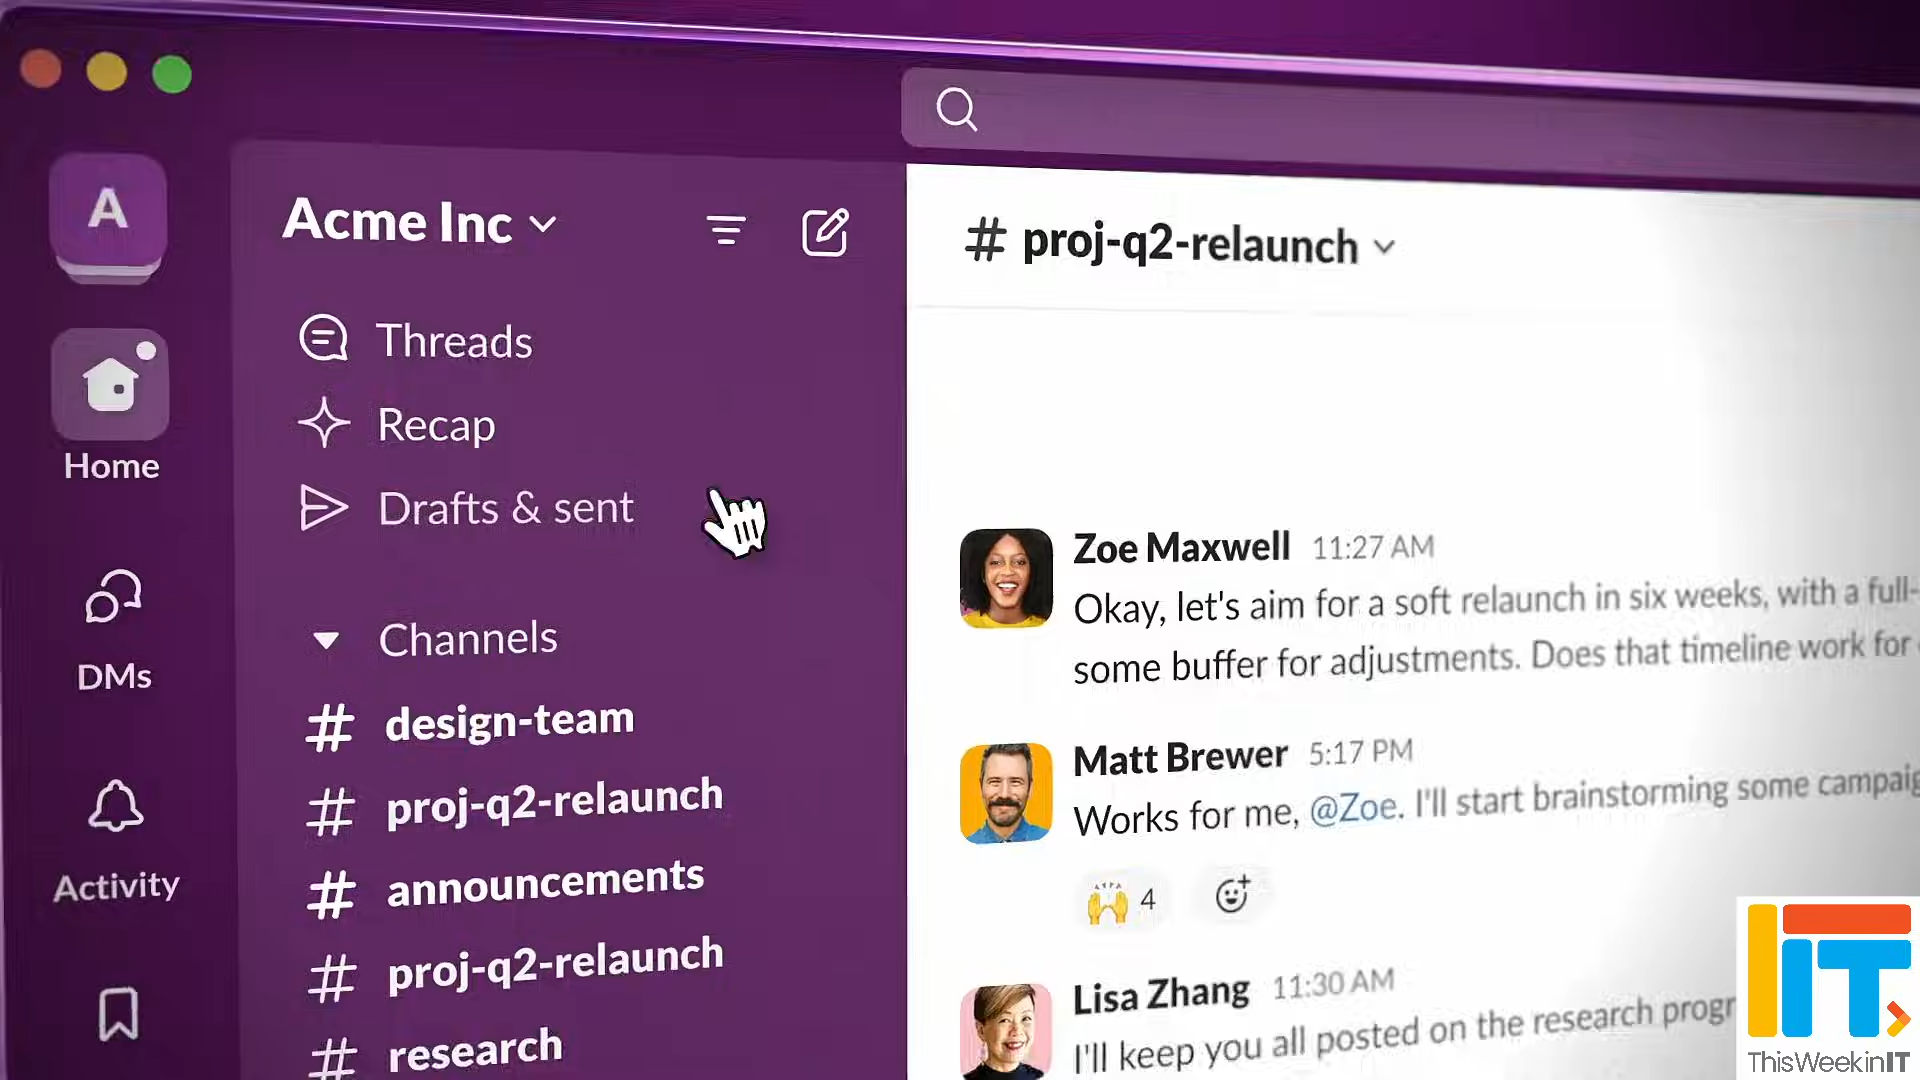 A
Acme Inc
Home
DMs
Activity
Threads
Recap
Drafts & sent
Channels
# design-team
# proj-q2-relaunch
# announcements
# proj-q2-relaunch
# research
# proj-q2-relaunch
Zoe Maxwell 11:27 AM
Okay, let's aim for a soft relaunch in six weeks, with a full-
some buffer for adjustments. Does that timeline work for
Matt Brewer 5:17 PM
Works for me, @Zoe. I'll start brainstorming some campaig
4
Lisa Zhang 11:30 AM
I'll keep you all posted on the research progr
IT
ThisWeekinIT